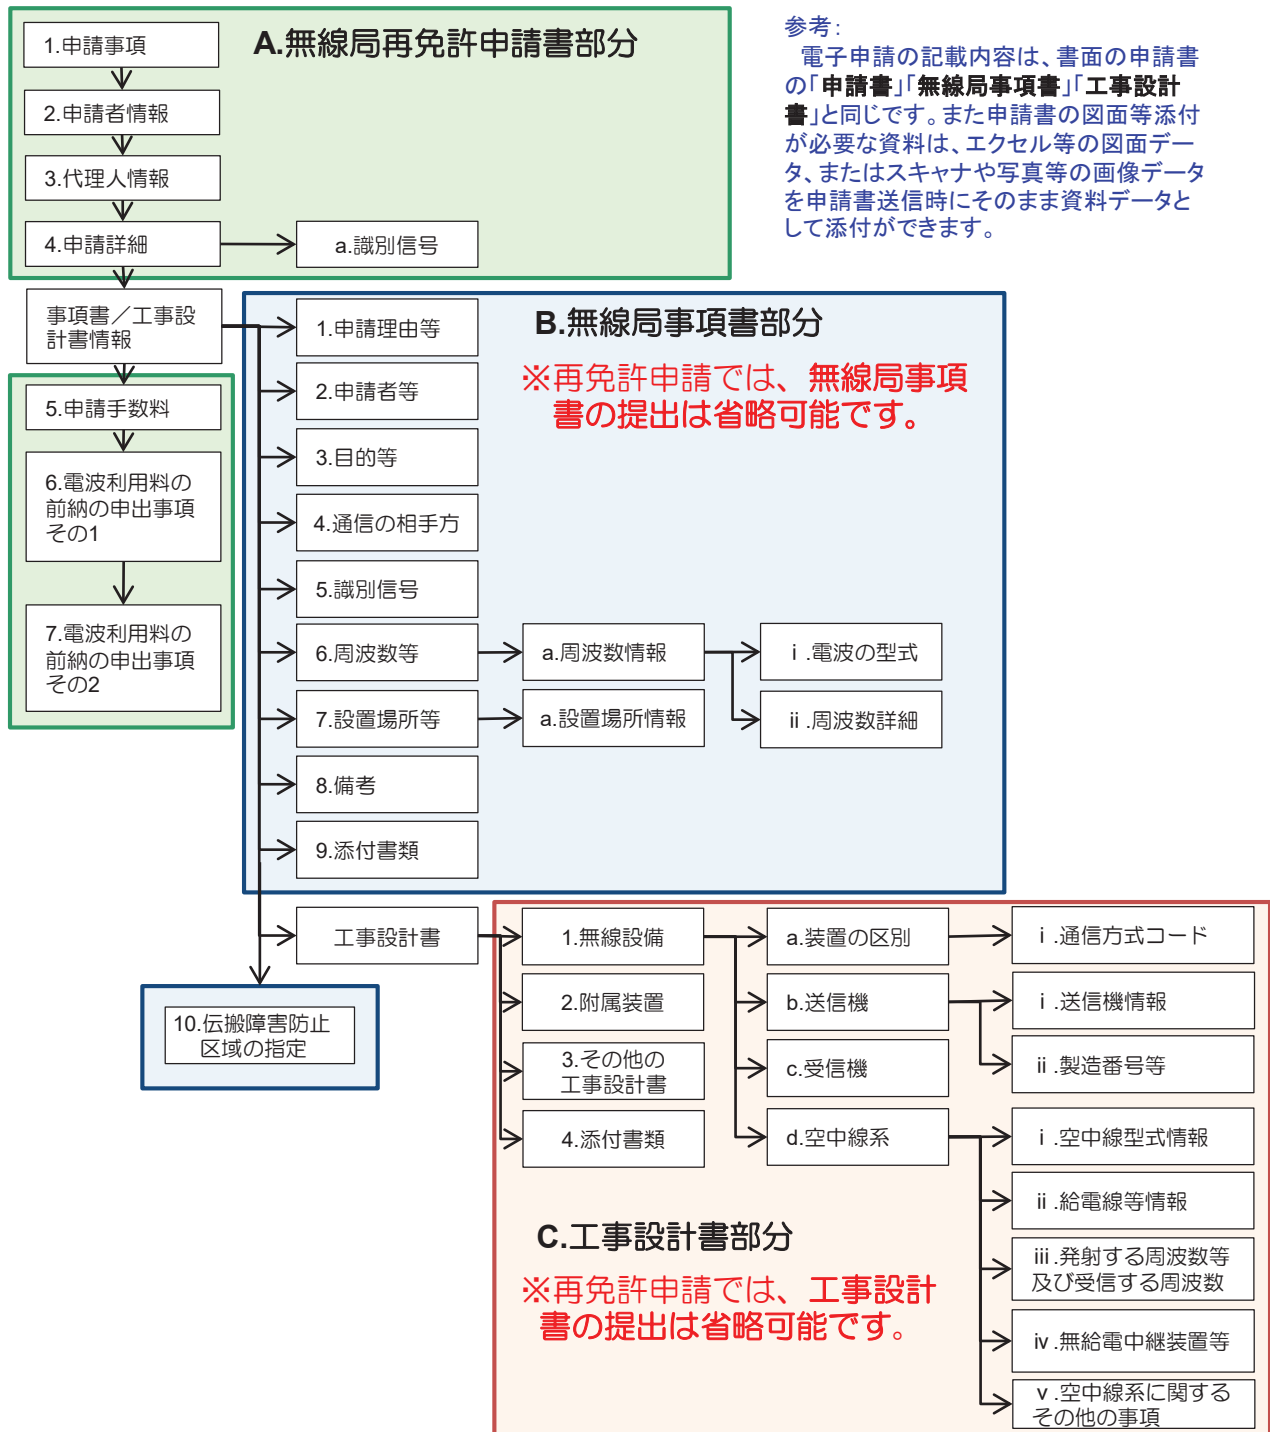 A.無線局再免許申請書部分
1.申請事項
2.申請者情報
3.代理人情報
4.申請詳細
a.識別信号
参考:
電子申請の記載内容は、書面の申請書
の「申請書」「無線局事項書」「工事設計
書」と同じです。また申請書の図面等添付
が必要な資料は、エクセル等の図面デー
タ、またはスキャナや写真等の画像データ
を申請書送信時にそのまま資料データと
して添付ができます。
事項書／工事設
計書情報
5.申請手数料
6.電波利用料の
前納の申出事項
その1
7.電波利用料の
前納の申出事項
その2
B.無線局事項書部分
※再免許申請では、無線局事項
書の提出は省略可能です。
1.申請理由等
2.申請者等
3.目的等
4.通信の相手方
5.識別信号
6.周波数等
a.周波数情報
ⅰ.電波の型式
ⅱ.周波数詳細
7.設置場所等
a.設置場所情報
8.備考
9.添付書類
10.伝搬障害防止
区域の指定
工事設計書
1.無線設備
2.附属装置
3.その他の
工事設計書
4.添付書類
a.装置の区別
ⅰ.通信方式コード
b.送信機
ⅰ.送信機情報
ⅱ.製造番号等
c.受信機
d.空中線系
ⅰ.空中線型式情報
ⅱ.給電線等情報
ⅲ.発射する周波数等
及び受信する周波数
ⅳ.無給電中継装置等
ⅴ.空中線系に関する
その他の事項
C.工事設計書部分
※再免許申請では、工事設計
書の提出は省略可能です。